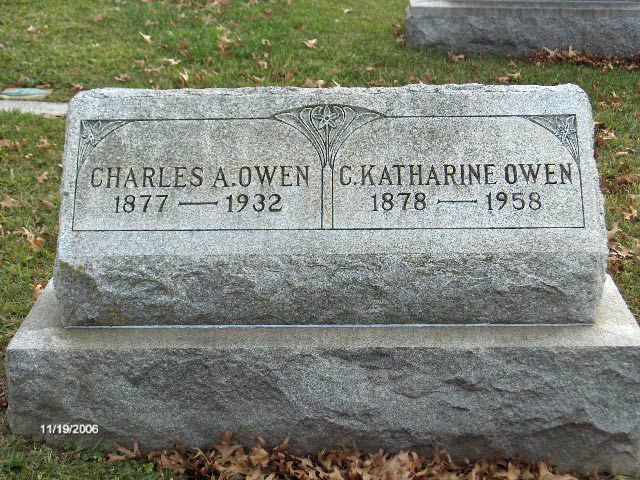 CHARLES A. OWEN
1877 — 1932
C. KATHARINE OWEN
1878 — 1958
11/19/2006